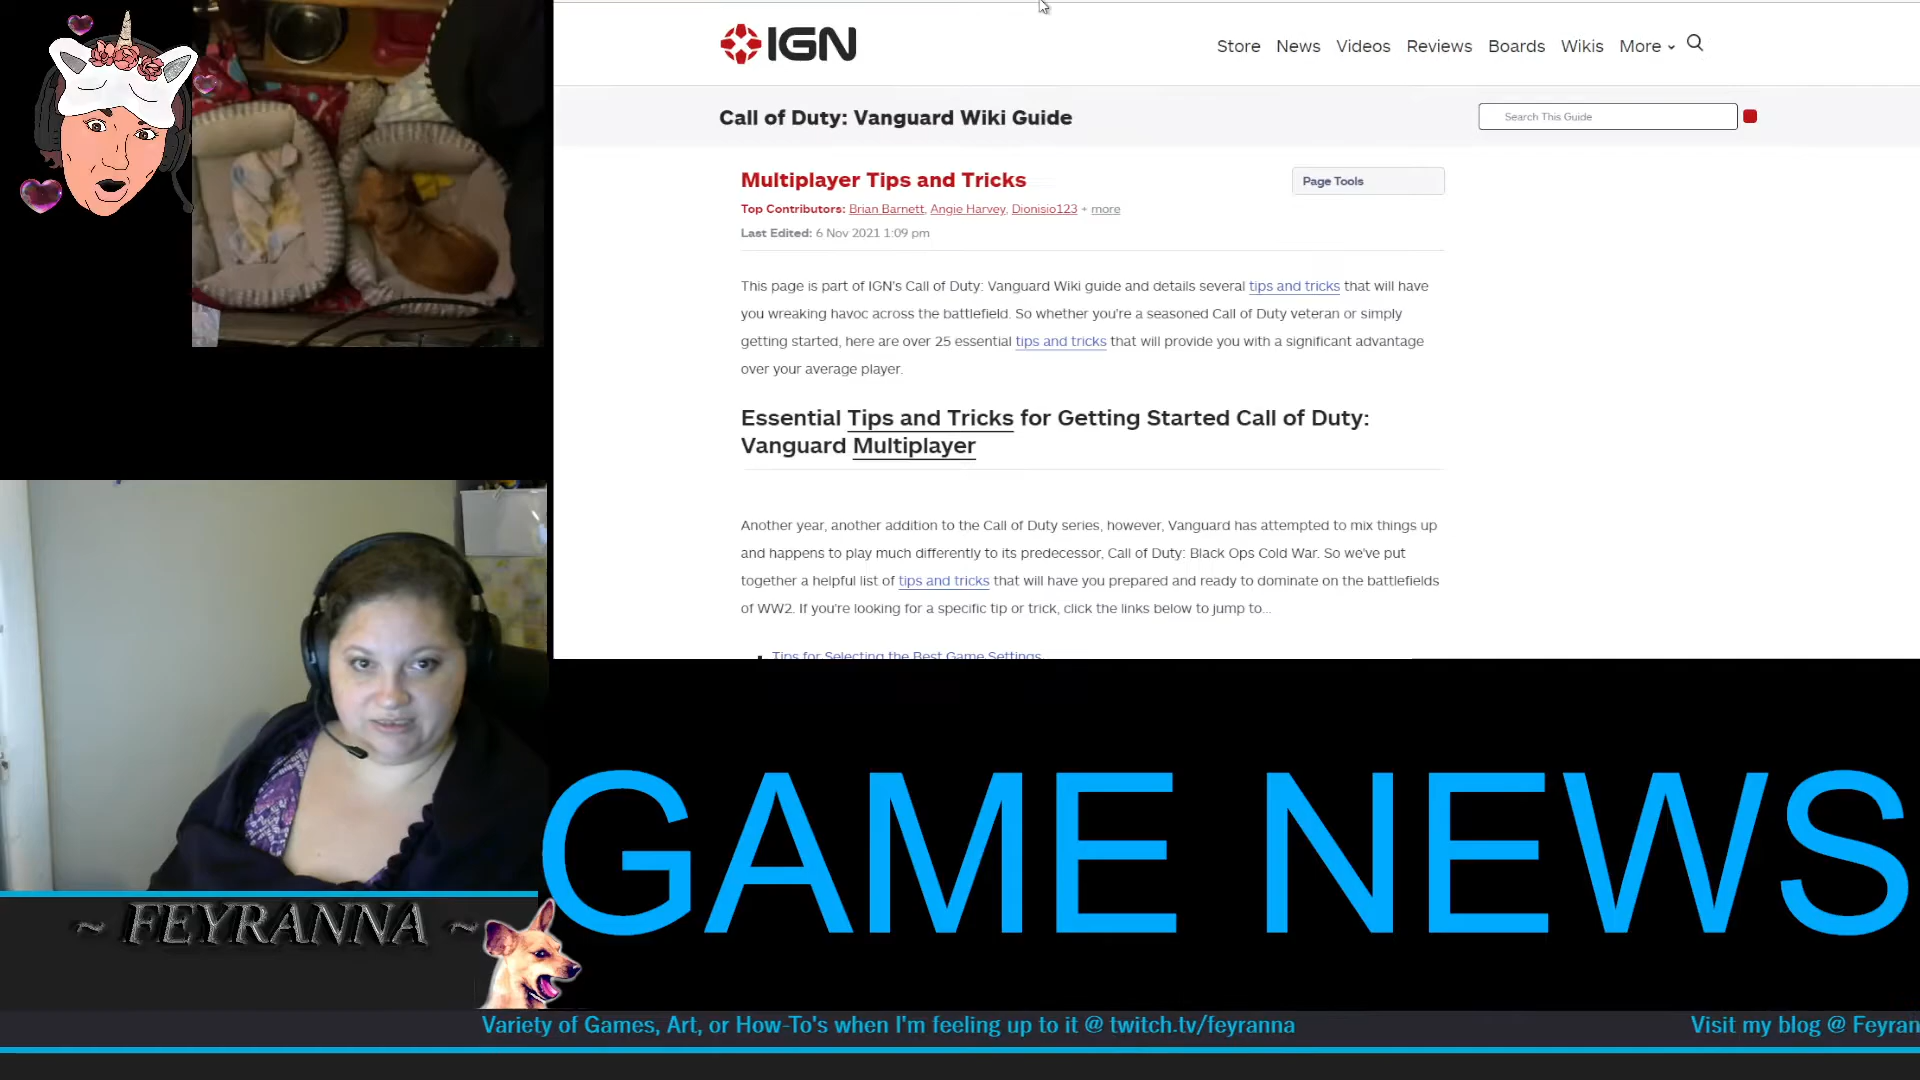 IGN
Store News Videos Reviews Boards Wikis More
Call of Duty: Vanguard Wiki Guide
Search This Guide
Multiplayer Tips and Tricks
Page Tools
Top Contributors: Brian Barnett, Angie Harvey, Dionisio123 + more
Last Edited: 6 Nov 2021 1:09 pm
This page is part of IGN's Call of Duty: Vanguard Wiki guide and details several tips and tricks that will have
you wreaking havoc across the battlefield. So whether you're a seasoned Call of Duty veteran or simply
getting started, here are over 25 essential tips and tricks that will provide you with a significant advantage
over your average player.
Essential Tips and Tricks for Getting Started Call of Duty:
Vanguard Multiplayer
Another year, another addition to the Call of Duty series, however, Vanguard has attempted to mix things up
and happens to play much differently to its predecessor, Call of Duty: Black Ops Cold War. So we've put
together a helpful list of tips and tricks that will have you prepared and ready to dominate on the battlefields
of WW2. If you're looking for a specific tip or trick, click the links below to jump to...
Tips for Selecting the Best Game Settings
GAME NEWS
~ FEYRANNA ~
Variety of Games, Art, or How-To's when I'm feeling up to it @ twitch.tv/feyranna
Visit my blog @ Feyran